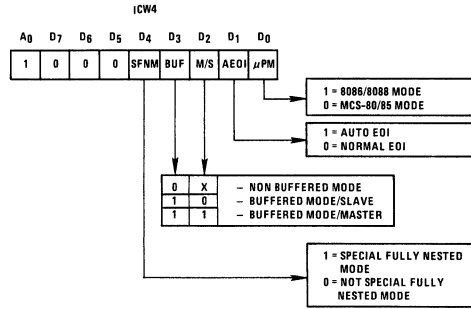 ICW4
A0 D7 D6 D5 D4 D3 D2 D1 D0
1 0 0 0 SFNM BUF M/S AEOI μPM
1 = 8086/8088 MODE
0 = MCS-80/85 MODE
1 = AUTO EOI
0 = NORMAL EOI
0 X – NON BUFFERED MODE
1 0 – BUFFERED MODE/SLAVE
1 1 – BUFFERED MODE/MASTER
1 = SPECIAL FULLY NESTED
MODE
0 = NOT SPECIAL FULLY
NESTED MODE